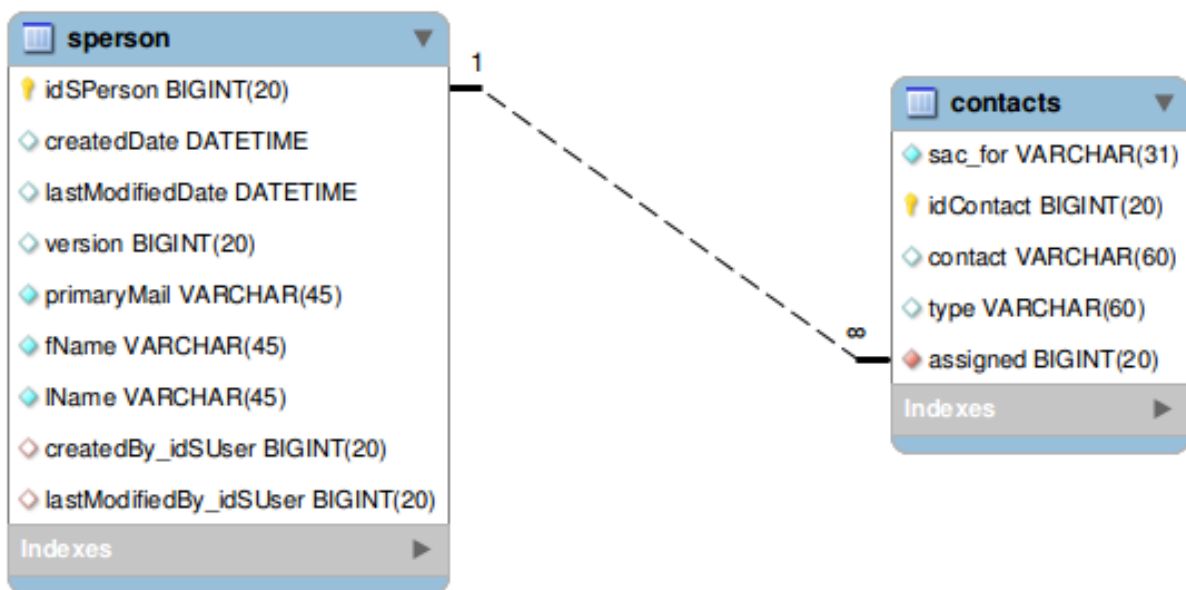 sperson
idSPerson BIGINT(20)
createdDate DATETIME
lastModifiedDate DATETIME
version BIGINT(20)
primaryMail VARCHAR(45)
fName VARCHAR(45)
lName VARCHAR(45)
createdBy_idSUser BIGINT(20)
lastModifiedBy_idSUser BIGINT(20)
Indexes
1
∞
contacts
sac_for VARCHAR(31)
idContact BIGINT(20)
contact VARCHAR(60)
type VARCHAR(60)
assigned BIGINT(20)
Indexes